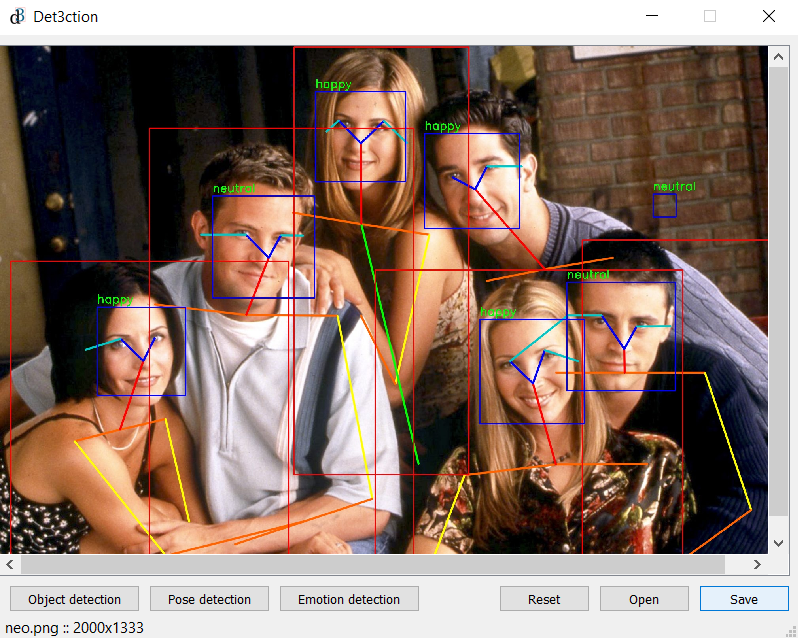 d3 Det3ction
happy
happy
neutral
neutral
neutral
happy
happy
Object detection Pose detection Emotion detection Reset Open Save
neo.png :: 2000x1333